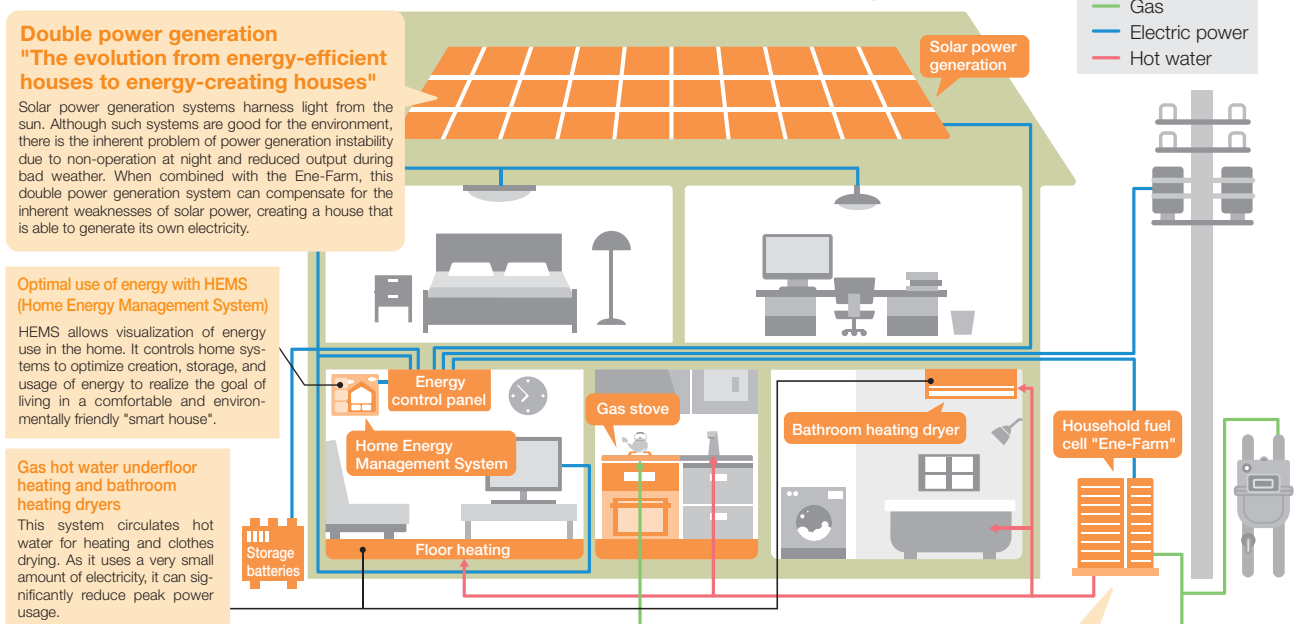 Double power generation
"The evolution from energy-efficient
houses to energy-creating houses"
Solar power generation systems harness light from the
sun. Although such systems are good for the environment,
there is the inherent problem of power generation instability
due to non-operation at night and reduced output during
bad weather. When combined with the Ene-Farm, this
double power generation system can compensate for the
inherent weaknesses of solar power, creating a house that
is able to generate its own electricity.
Solar power
generation
Gas
Electric power
Hot water
Optimal use of energy with HEMS
(Home Energy Management System)
HEMS allows visualization of energy
use in the home. It controls home sys-
tems to optimize creation, storage, and
usage of energy to realize the goal of
living in a comfortable and environ-
mentally friendly "smart house".
Energy
control panel
Home Energy
Management System
Gas stove
Bathroom heating dryer
Household fuel
cell "Ene-Farm"
Gas hot water underfloor
heating and bathroom
heating dryers
This system circulates hot
water for heating and clothes
drying. As it uses a very small
amount of electricity, it can sig-
nificantly reduce peak power
usage.
Storage
batteries
Floor heating